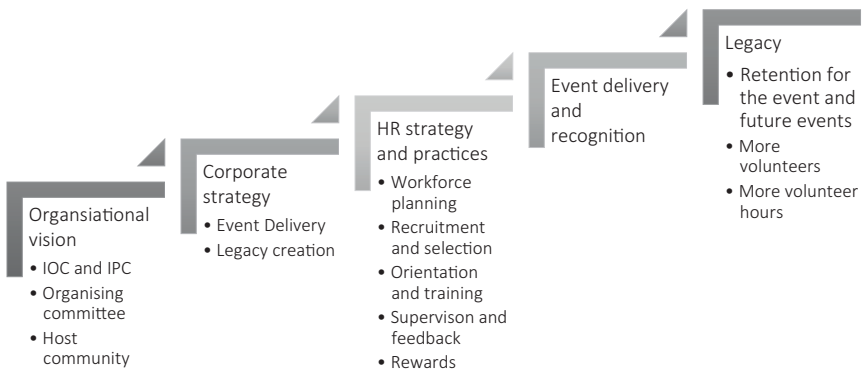 Organsiational
vision
• IOC and IPC
• Organising
committee
• Host
community
Corporate
strategy
• Event Delivery
• Legacy creation
HR strategy
and practices
• Workforce
planning
• Recruitment
and selection
• Orientation
and training
• Supervison and
feedback
• Rewards
Event delivery
and
recognition
Legacy
• Retention for
the event and
future events
• More
volunteers
• More volunteer
hours